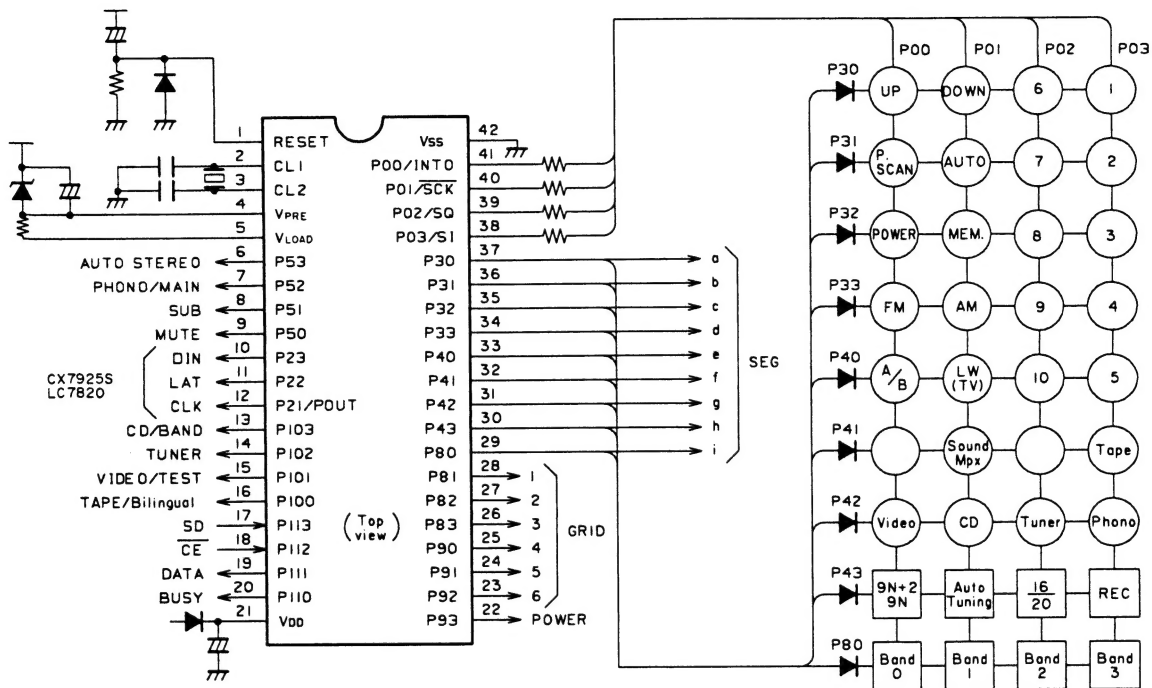 1 RESET
2 CL1
3 CL2
4 VPRE
5 VLOAD
AUTO STEREO 6 P53
PHONO/MAIN 7 P52
SUB 8 P51
MUTE 9 P50
DIN 10 P23
LAT 11 P22
CLK 12 P21/POUT
CX7925S
LC7820
CD/BAND 13 P103
TUNER 14 P102
VIDEO/TEST 15 P101
TAPE/Bilingual 16 P100
SD 17 P113
CE 18 P112
DATA 19 P111
BUSY 20 P110
21 VDD
(Top
view)
Vss 42
P00/INT0 41
P01/SCK 40
P02/SQ 39
P03/SI 38
P30 37 a
P31 36 b
P32 35 c
P33 34 d
P40 33 e
P41 32 f
P42 31 g
P43 30 h
P80 29 i
SEG
P81 28 1
P82 27 2
P83 26 3
P90 25 4
P91 24 5
P92 23 6
GRID
P93 22 POWER
P00 P01 P02 P03
P30 UP DOWN 6 1
P31 P. SCAN AUTO 7 2
P32 POWER MEM. 8 3
P33 FM AM 9 4
P40 A/B LW (TV) 10 5
P41 Sound Mpx Tape
P42 Video CD Tuner Phono
P43 9N+2 9N Auto Tuning 16 20 REC
P80 Band 0 Band 1 Band 2 Band 3